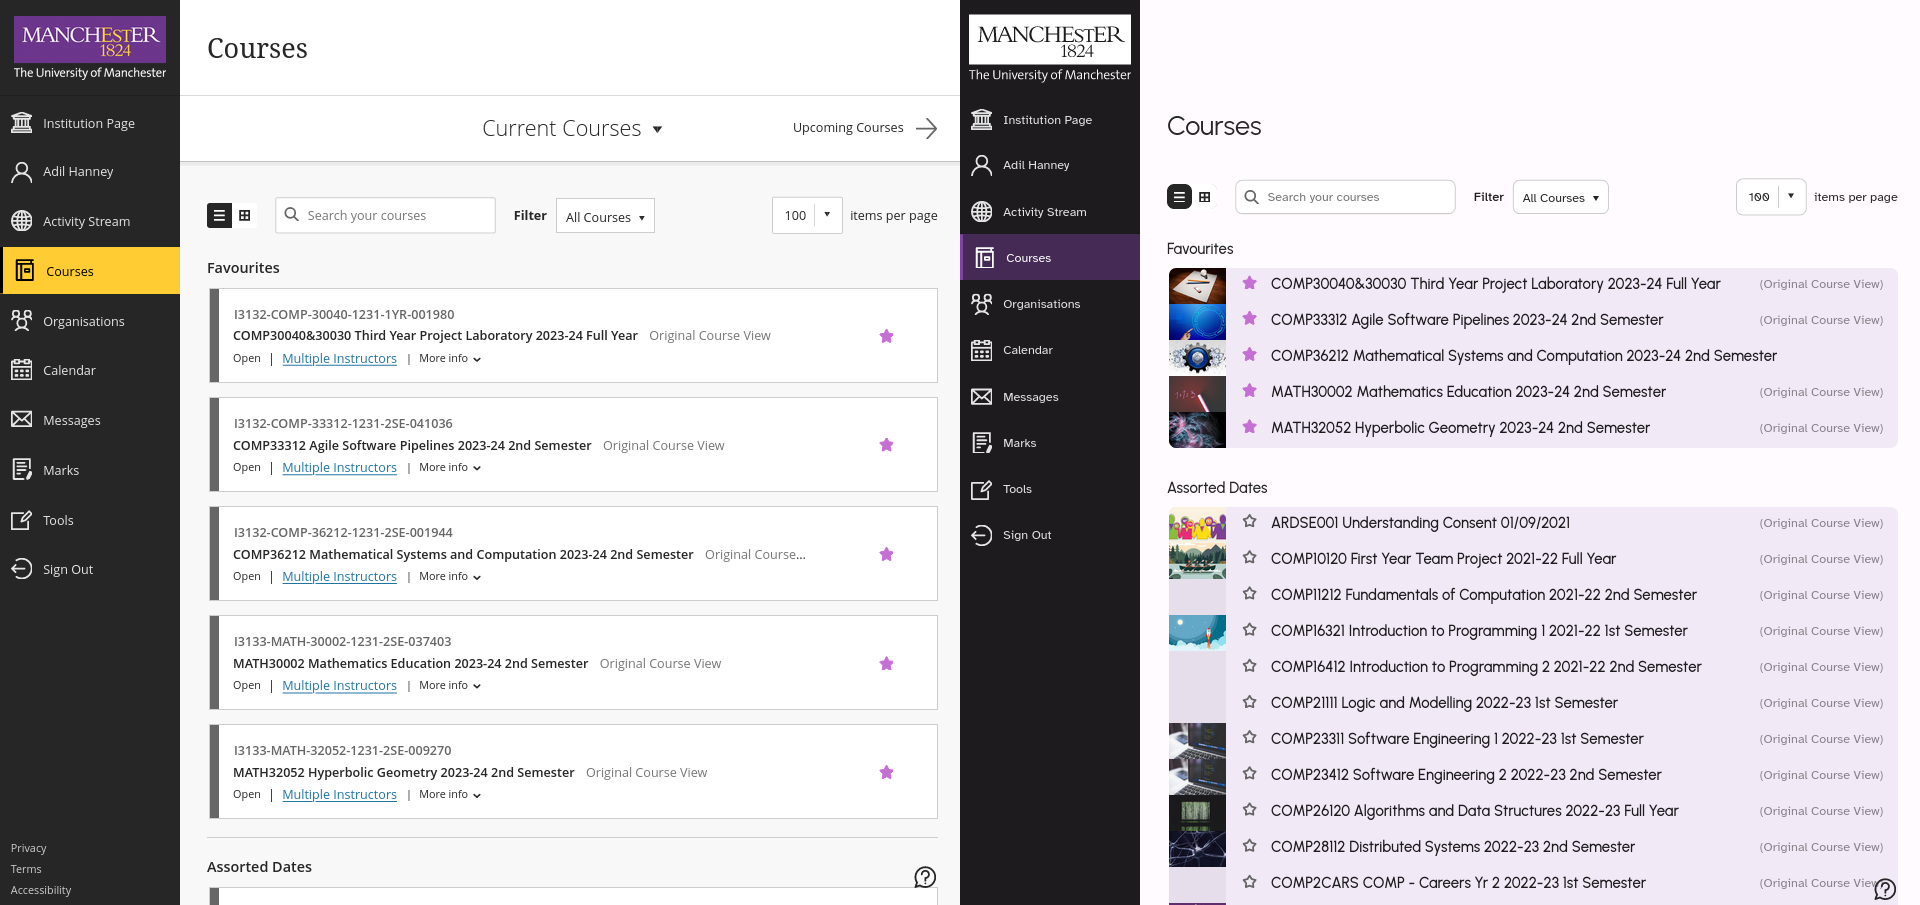 MANCHESTER
1824
The University of Manchester
Institution Page
Adil Hanney
Activity Stream
Courses
Organisations
Calendar
Messages
Marks
Tools
Sign Out
Privacy
Terms
Accessibility
Courses
Current Courses
Upcoming Courses
Search your courses
Filter
All Courses
100
items per page
Favourites
I3132-COMP-30040-1231-1YR-001980
COMP30040&30030 Third Year Project Laboratory 2023-24 Full Year Original Course View
Open | Multiple Instructors | More info
I3132-COMP-33312-1231-2SE-041036
COMP33312 Agile Software Pipelines 2023-24 2nd Semester Original Course View
Open | Multiple Instructors | More info
I3132-COMP-36212-1231-2SE-001944
COMP36212 Mathematical Systems and Computation 2023-24 2nd Semester Original Course...
Open | Multiple Instructors | More info
I3133-MATH-30002-1231-2SE-037403
MATH30002 Mathematics Education 2023-24 2nd Semester Original Course View
Open | Multiple Instructors | More info
I3133-MATH-32052-1231-2SE-009270
MATH32052 Hyperbolic Geometry 2023-24 2nd Semester Original Course View
Open | Multiple Instructors | More info
Assorted Dates
MANCHESTER
1824
The University of Manchester
Institution Page
Adil Hanney
Activity Stream
Courses
Organisations
Calendar
Messages
Marks
Tools
Sign Out
Courses
Search your courses
Filter
All Courses
100
items per page
Favourites
COMP30040&30030 Third Year Project Laboratory 2023-24 Full Year (Original Course View)
COMP33312 Agile Software Pipelines 2023-24 2nd Semester (Original Course View)
COMP36212 Mathematical Systems and Computation 2023-24 2nd Semester
MATH30002 Mathematics Education 2023-24 2nd Semester (Original Course View)
MATH32052 Hyperbolic Geometry 2023-24 2nd Semester (Original Course View)
Assorted Dates
ARDSE001 Understanding Consent 01/09/2021 (Original Course View)
COMP10120 First Year Team Project 2021-22 Full Year (Original Course View)
COMP11212 Fundamentals of Computation 2021-22 2nd Semester (Original Course View)
COMP16321 Introduction to Programming 1 2021-22 1st Semester (Original Course View)
COMP16412 Introduction to Programming 2 2021-22 2nd Semester (Original Course View)
COMP21111 Logic and Modelling 2022-23 1st Semester (Original Course View)
COMP23311 Software Engineering 1 2022-23 1st Semester (Original Course View)
COMP23412 Software Engineering 2 2022-23 2nd Semester (Original Course View)
COMP26120 Algorithms and Data Structures 2022-23 Full Year (Original Course View)
COMP28112 Distributed Systems 2022-23 2nd Semester (Original Course View)
COMP2CARS COMP - Careers Yr 2 2022-23 1st Semester (Original Course View)